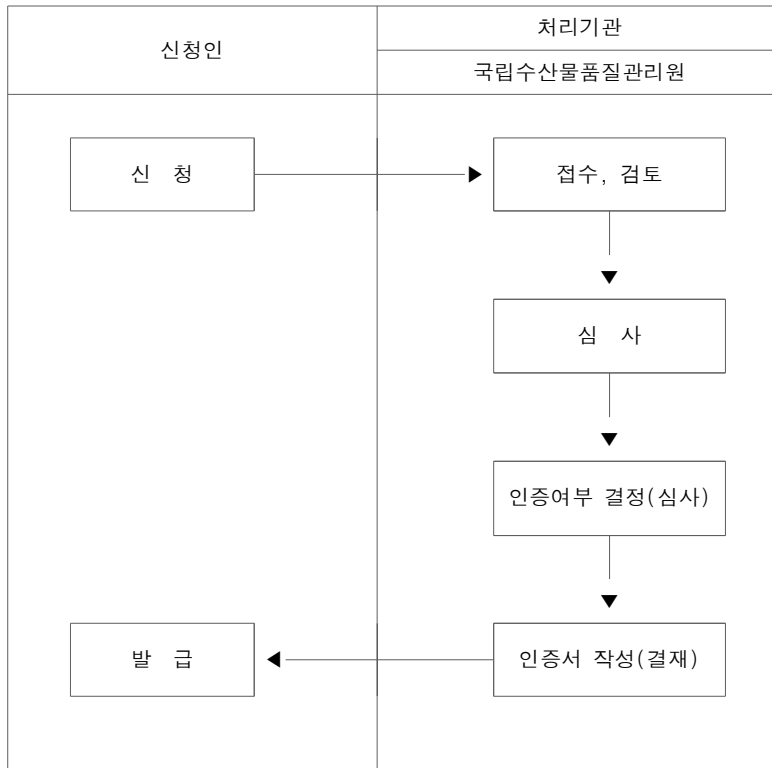 신청인
처리기관
국립수산물품질관리원
신 청
접수, 검토
심 사
인증여부 결정(심사)
발 급
인증서 작성(결재)